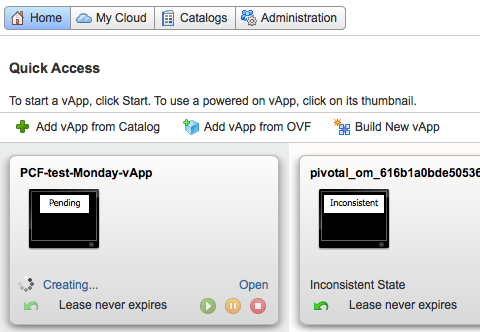 Home My Cloud Catalogs Administration
Quick Access
To start a vApp, click Start. To use a powered on vApp, click on its thumbnail.
Add vApp from Catalog Add vApp from OVF Build New vApp
PCF-test-Monday-vApp
Pending
Creating... Open
Lease never expires
pivotal_om_616b1a0bde50536
Inconsistent
Inconsistent State
Lease never expires